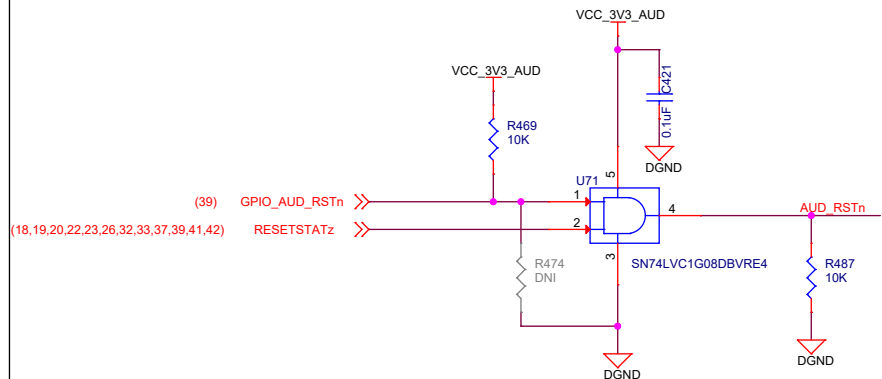 VCC_3V3_AUD
VCC_3V3_AUD
C421
0.1uF
R469
10K
DGND
5
U71
(39) GPIO_AUD_RSTn
1
4
AUD_RSTn
(18,19,20,22,23,26,32,33,37,39,41,42) RESETSTATz
2
3
SN74LVC1G08DBVRE4
R474
DNI
R487
10K
DGND
DGND